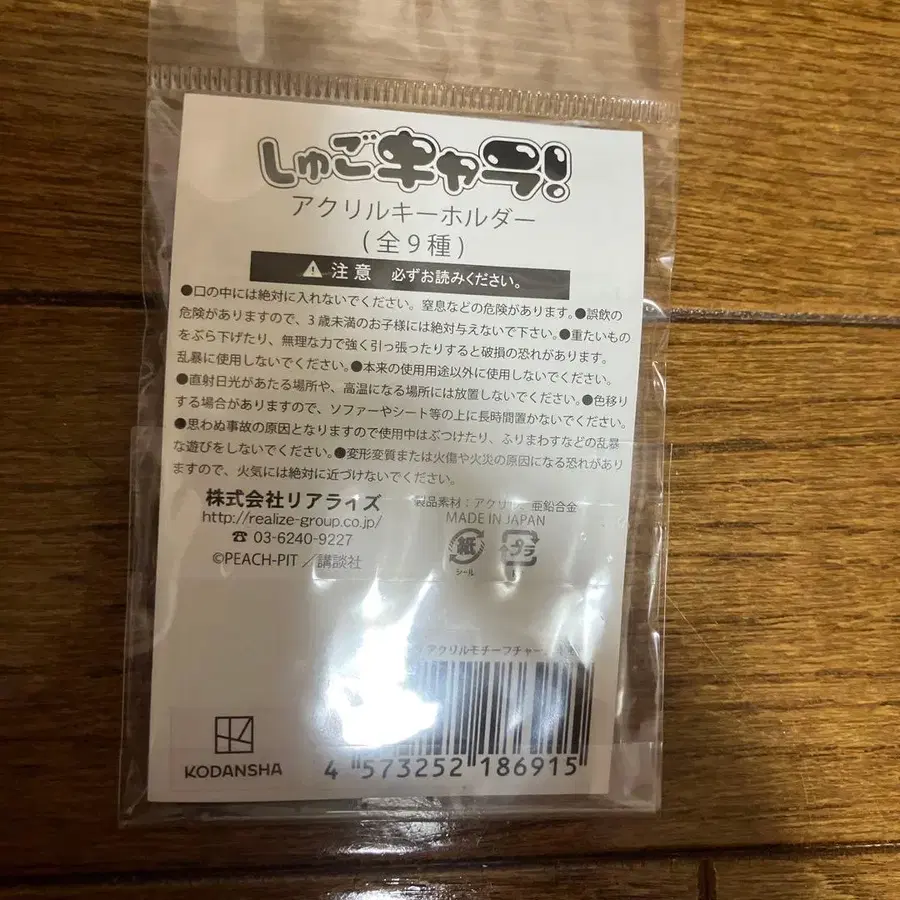 しゅごキャラ!
アクリルキーホルダー
(全9種)
注意 必ずお読みください。
●口の中には絶対に入れないでください。窒息などの危険があります。●誤飲
の危険がありますので、3歳未満のお子様には絶対与えないで下さい。●重たいもの
をぶら下げたり、無理な力で強く引っ張ったりすると破損の恐れがあります。
乱暴に使用しないでください。●本来の使用用途以外に使用しないでください。
●直射日光があたる場所や、高温になる場所には放置しないでください。●色移り
する場合がありますので、ソファーやシート等の上に長時間置かないでください。
●思わぬ事故の原因となりますので使用中はぶつけたり、ふりまわすなどの乱暴
な遊びをしないでください。●変形変質または火傷や火災の原因になる恐れがあり
ますので、火気には絶対に近づけないでください。
株式会社リアライズ
http://realize-group.co.jp/
☎ 03-6240-9227
©PEACH-PIT/講談社
製品素材:アクリル、亜鉛合金
MADE IN JAPAN
紙
シール
プラ
アクリルモチーフチャー
KODANSHA
4 573252 186915